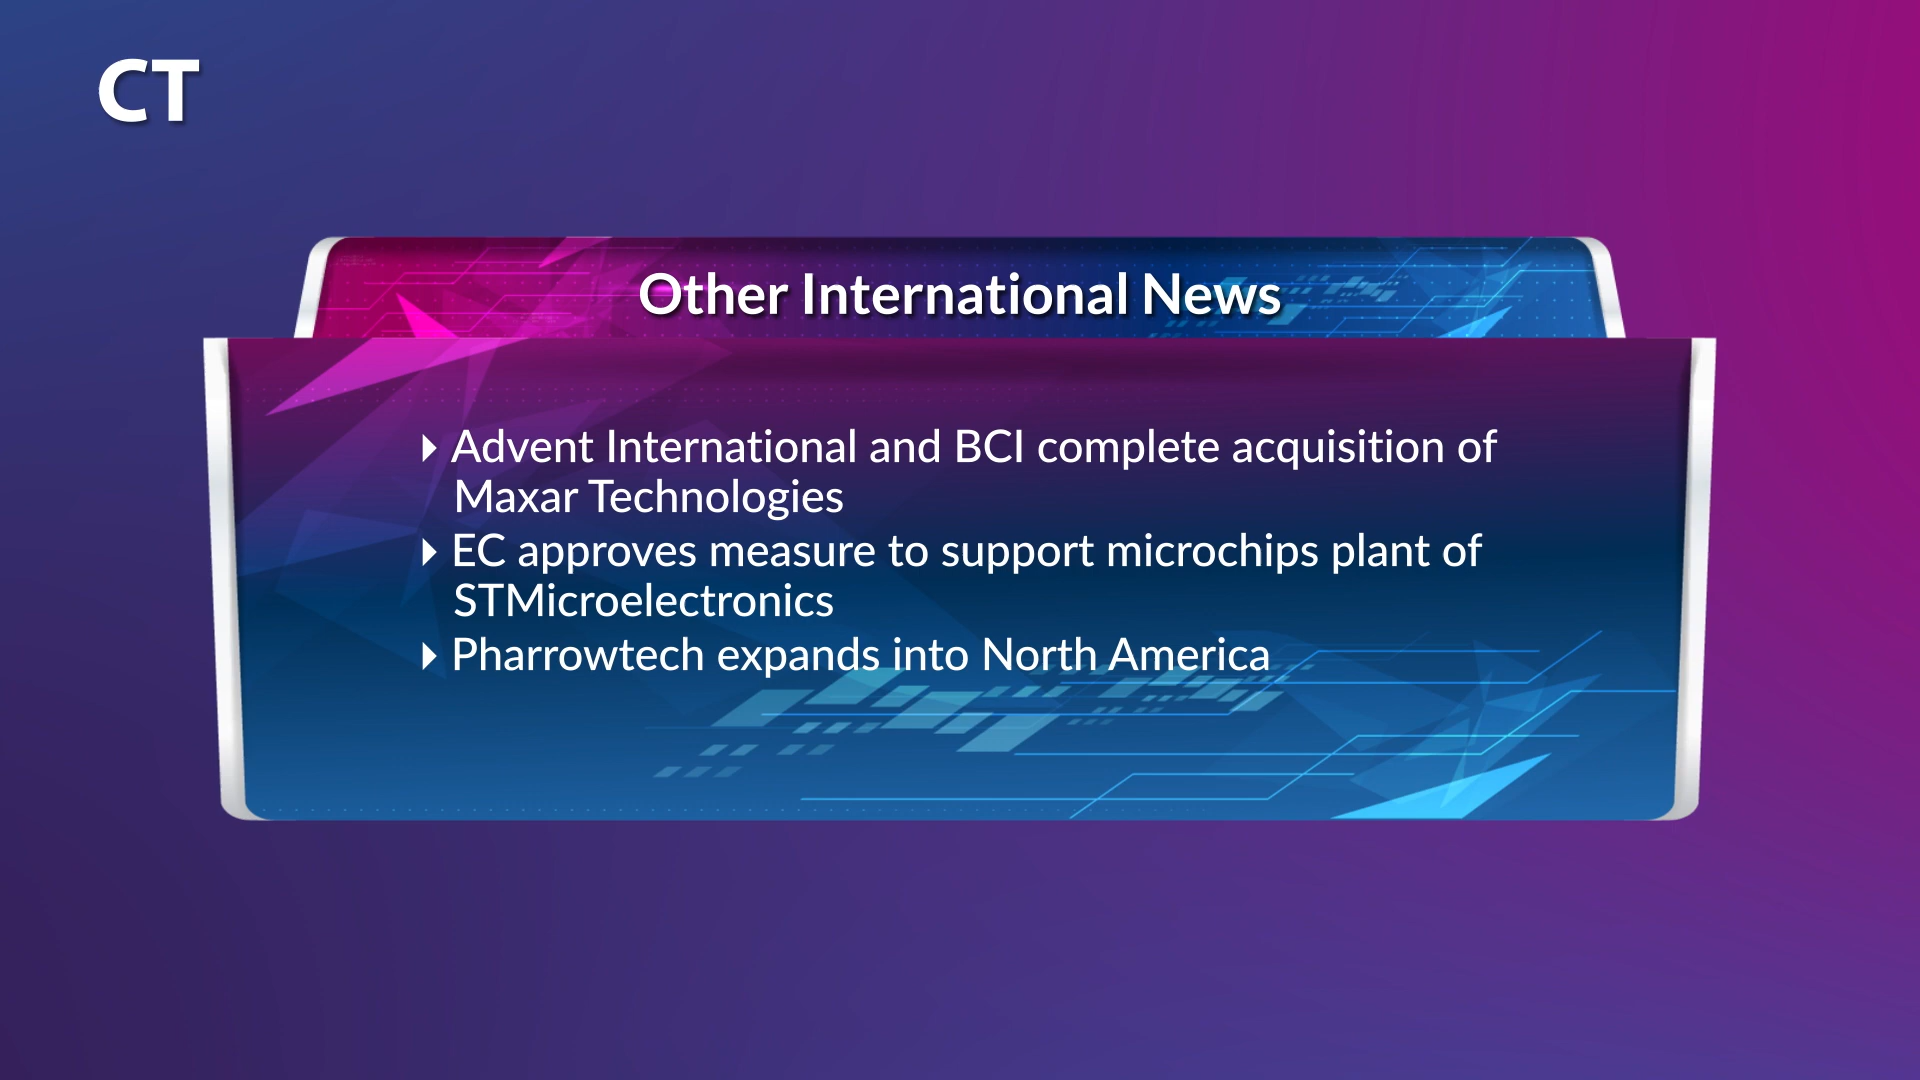 CT
Other International News
Advent International and BCI complete acquisition of
Maxar Technologies
EC approves measure to support microchips plant of
STMicroelectronics
Pharrowtech expands into North America